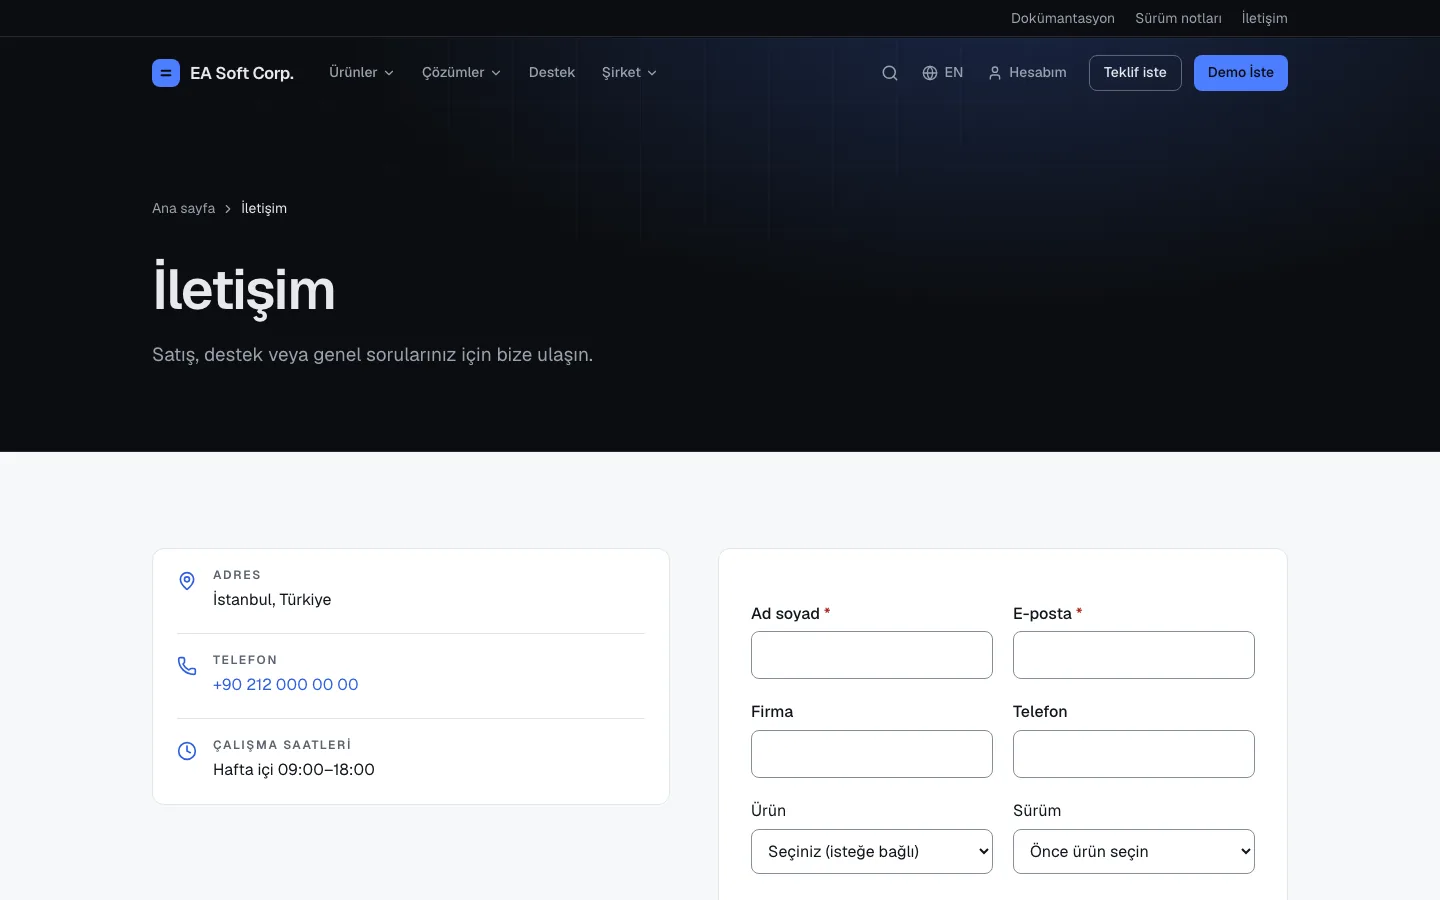 Dokümantasyon Sürüm notları İletişim
EA Soft Corp. Ürünler Çözümler Destek Şirket EN Hesabım Teklif iste Demo İste
Ana sayfa İletişim
İletişim
Satış, destek veya genel sorularınız için bize ulaşın.
ADRES
İstanbul, Türkiye
TELEFON
+90 212 000 00 00
ÇALIŞMA SAATLERİ
Hafta içi 09:00–18:00
Ad soyad * E-posta *
Firma Telefon
Ürün Sürüm
Seçiniz (isteğe bağlı) Önce ürün seçin